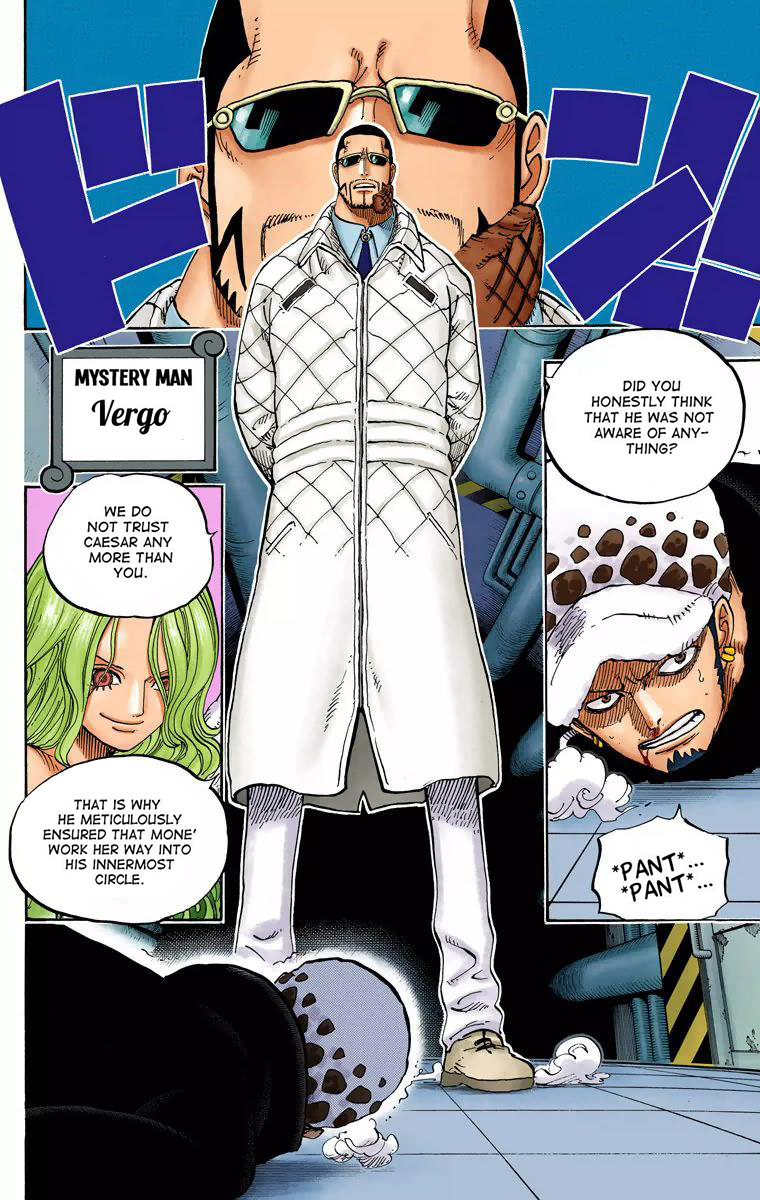 ドン!!
MYSTERY MAN
Vergo
DID YOU
HONESTLY THINK
THAT HE WAS NOT
AWARE OF ANY-
THING?
WE DO
NOT TRUST
CAESAR ANY
MORE THAN
YOU.
THAT IS WHY
HE METICULOUSLY
ENSURED THAT MONE'
WORK HER WAY INTO
HIS INNERMOST
CIRCLE.
*PANT*...
*PANT*...